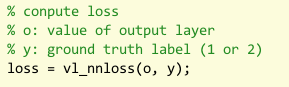 % conpute loss
% o: value of output layer
% y: ground truth label (1 or 2)
loss = vl_nnloss(o, y);